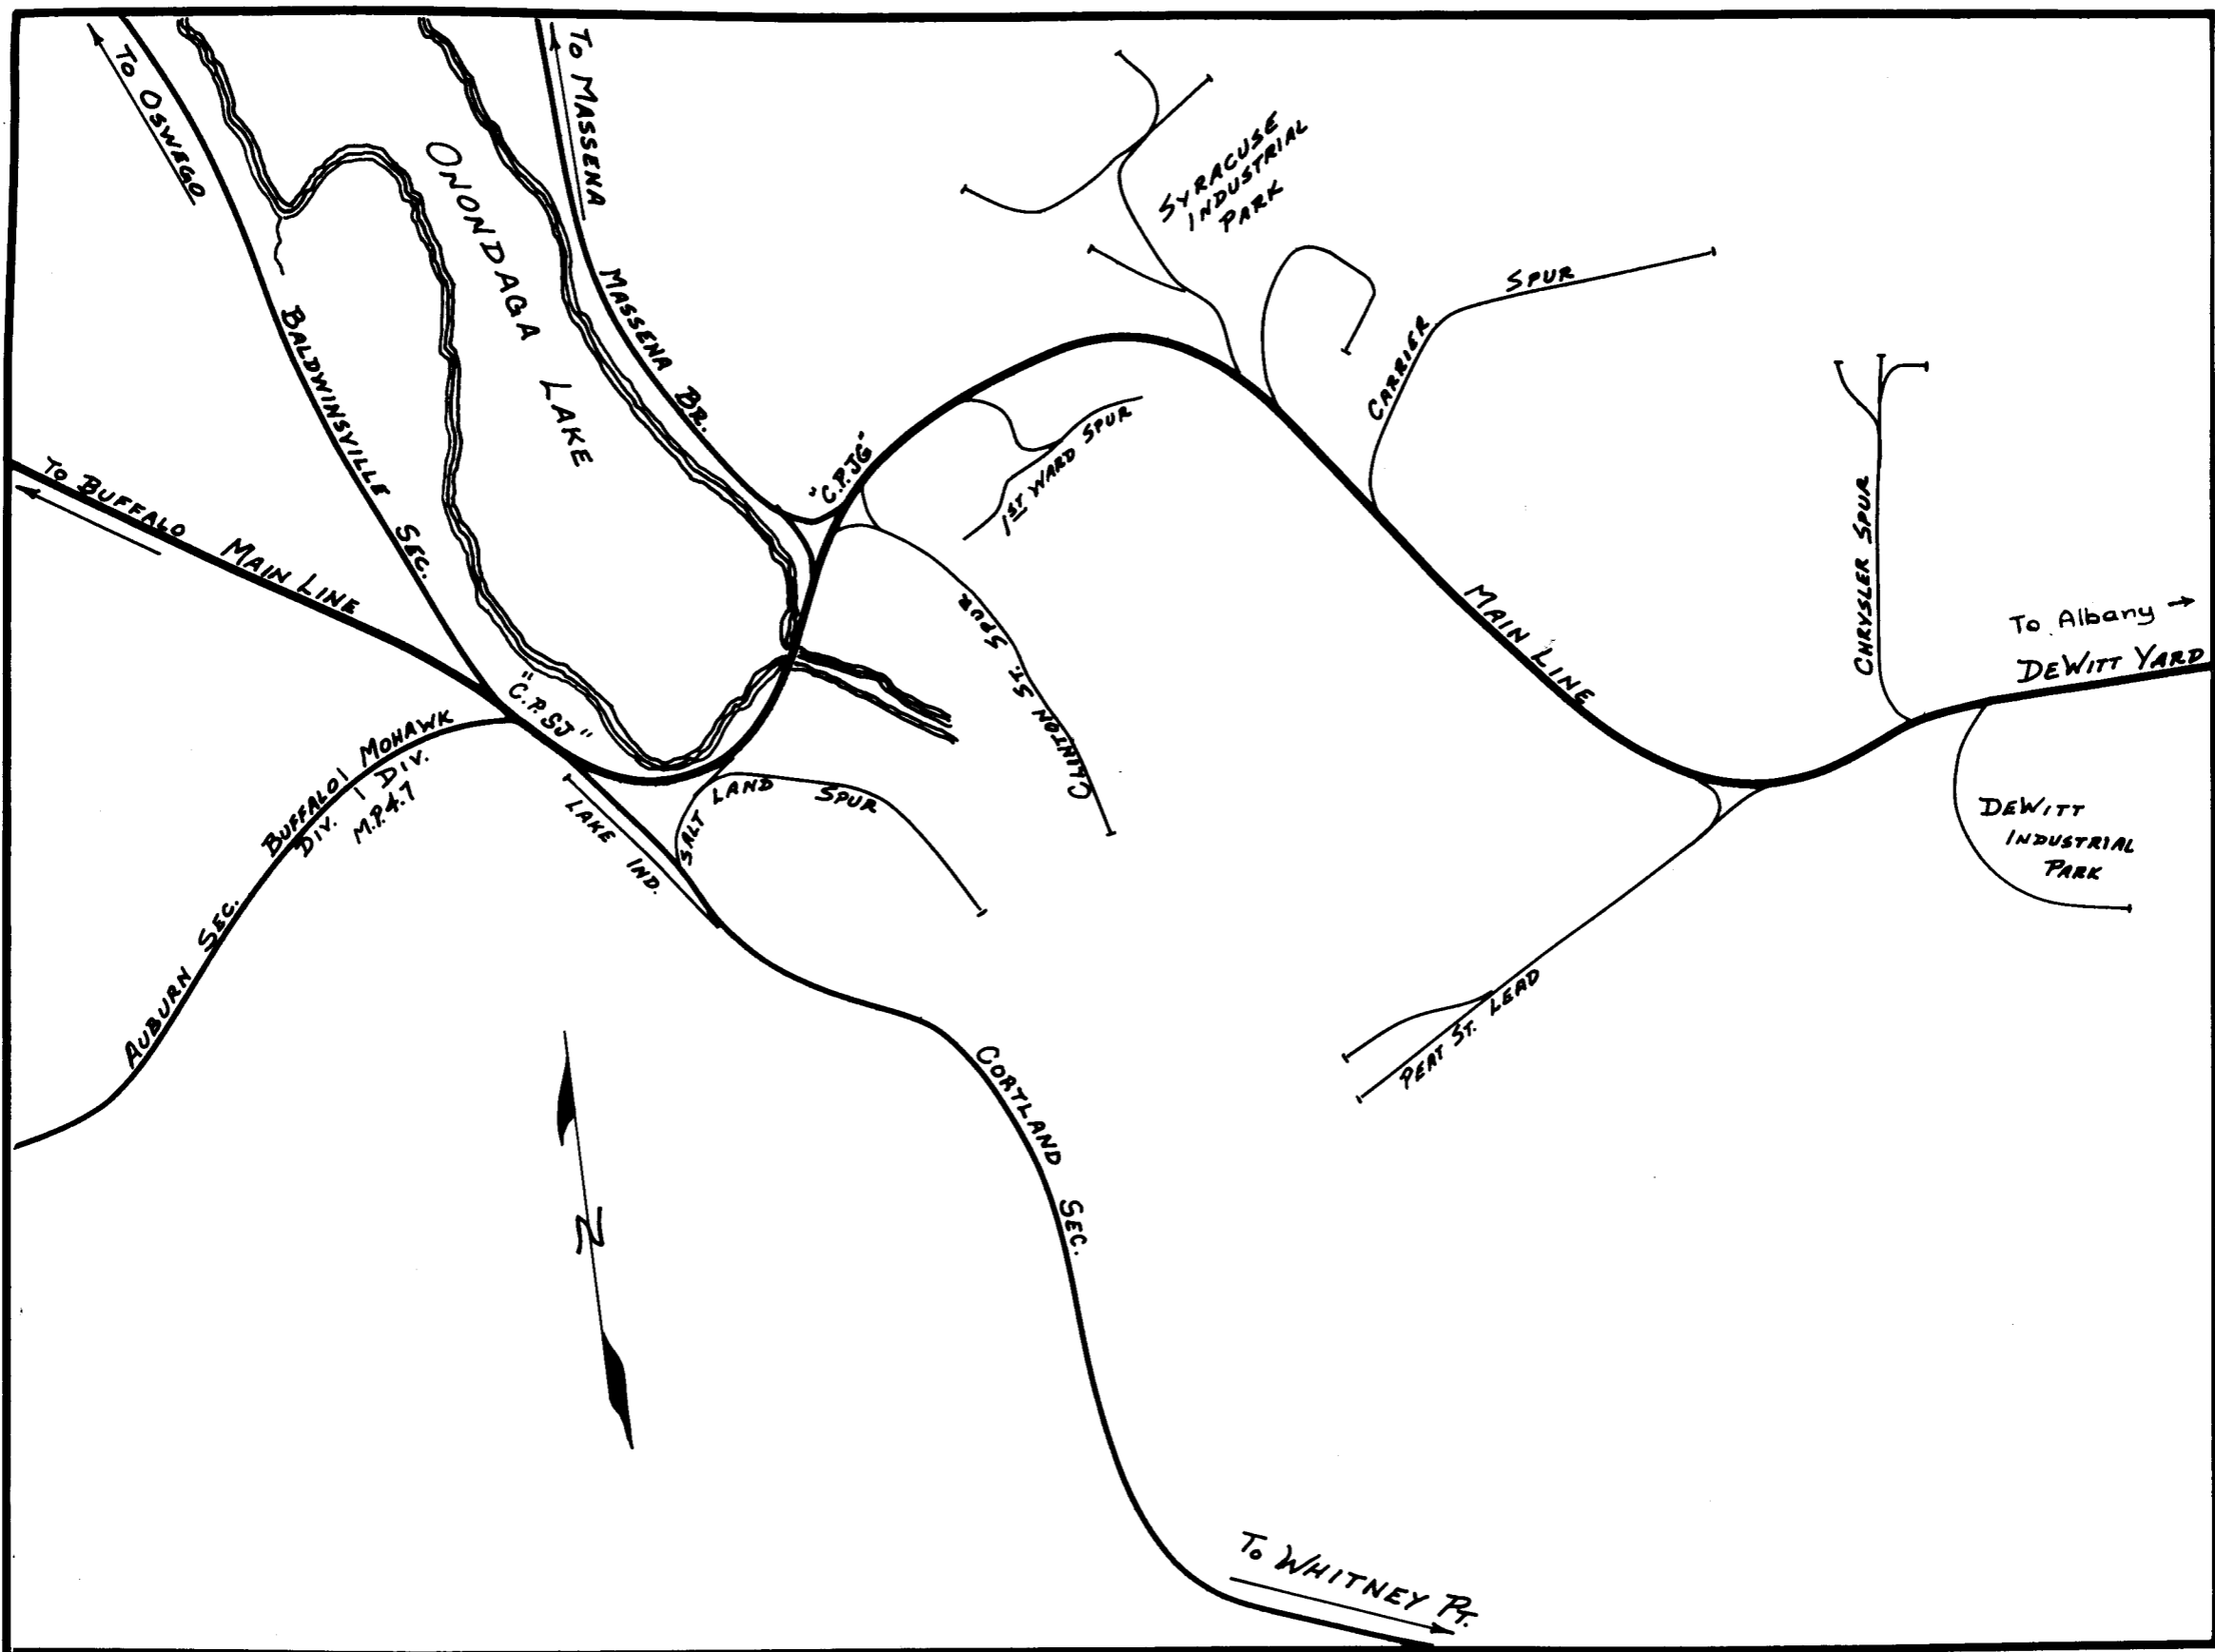 TO OSWEGO
TO MASSENA
ONONDAGA LAKE
SYRACUSE
INDUSTRIAL
PARK
MASSENA BR.
BALDWINSVILLE SEC.
CARRIER SPUR
1ST WARD SPUR
"C.P.JG"
TO BUFFALO
MAIN LINE
CHRYSLER SPUR
CLINTON ST. SPUR
MAIN LINE
To Albany →
DEWITT YARD
"C.P.SJ"
BUFFALO | MOHAWK
DIV. | DIV.
M.P.4.7
SALT LAND SPUR
LAKE IND.
DEWITT
INDUSTRIAL
PARK
AUBURN SEC.
PEAT ST. LEAD
CORTLAND SEC.
N
TO WHITNEY PT.